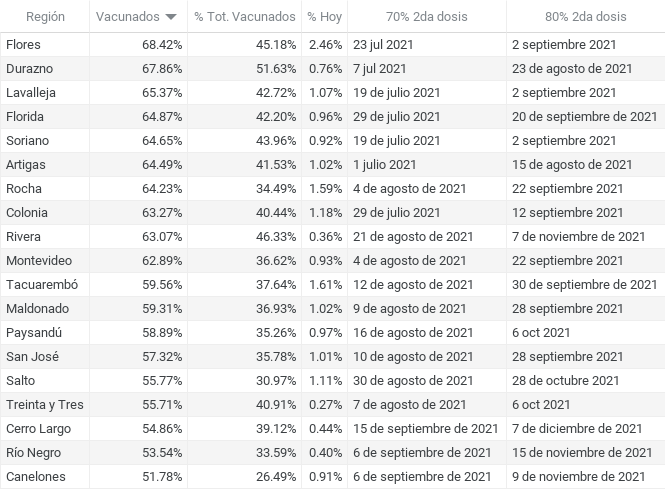 Región Vacunados % Tot. Vacunados % Hoy 70% 2da dosis 80% 2da dosis
Flores 68.42% 45.18% 2.46% 23 jul 2021 2 septiembre 2021
Durazno 67.86% 51.63% 0.76% 7 jul 2021 23 de agosto de 2021
Lavalleja 65.37% 42.72% 1.07% 19 de julio 2021 2 septiembre 2021
Florida 64.87% 42.20% 0.96% 29 de julio 2021 20 de septiembre de 2021
Soriano 64.65% 43.96% 0.92% 19 de julio 2021 2 septiembre 2021
Artigas 64.49% 41.53% 1.02% 1 julio 2021 15 de agosto de 2021
Rocha 64.23% 34.49% 1.59% 4 de agosto de 2021 22 septiembre 2021
Colonia 63.27% 40.44% 1.18% 29 de julio 2021 12 septiembre 2021
Rivera 63.07% 46.33% 0.36% 21 de agosto de 2021 7 de noviembre de 2021
Montevideo 62.89% 36.62% 0.93% 4 de agosto de 2021 22 septiembre 2021
Tacuarembó 59.56% 37.64% 1.61% 12 de agosto de 2021 30 de septiembre de 2021
Maldonado 59.31% 36.93% 1.02% 9 de agosto de 2021 28 septiembre 2021
Paysandú 58.89% 35.26% 0.97% 16 de agosto de 2021 6 oct 2021
San José 57.32% 35.78% 1.01% 10 de agosto de 2021 28 septiembre 2021
Salto 55.77% 30.97% 1.11% 30 de agosto de 2021 28 de octubre 2021
Treinta y Tres 55.71% 40.91% 0.27% 7 de agosto de 2021 6 oct 2021
Cerro Largo 54.86% 39.12% 0.44% 15 de septiembre de 2021 7 de diciembre de 2021
Río Negro 53.54% 33.59% 0.40% 6 de septiembre de 2021 15 de noviembre de 2021
Canelones 51.78% 26.49% 0.91% 6 de septiembre de 2021 9 de noviembre de 2021